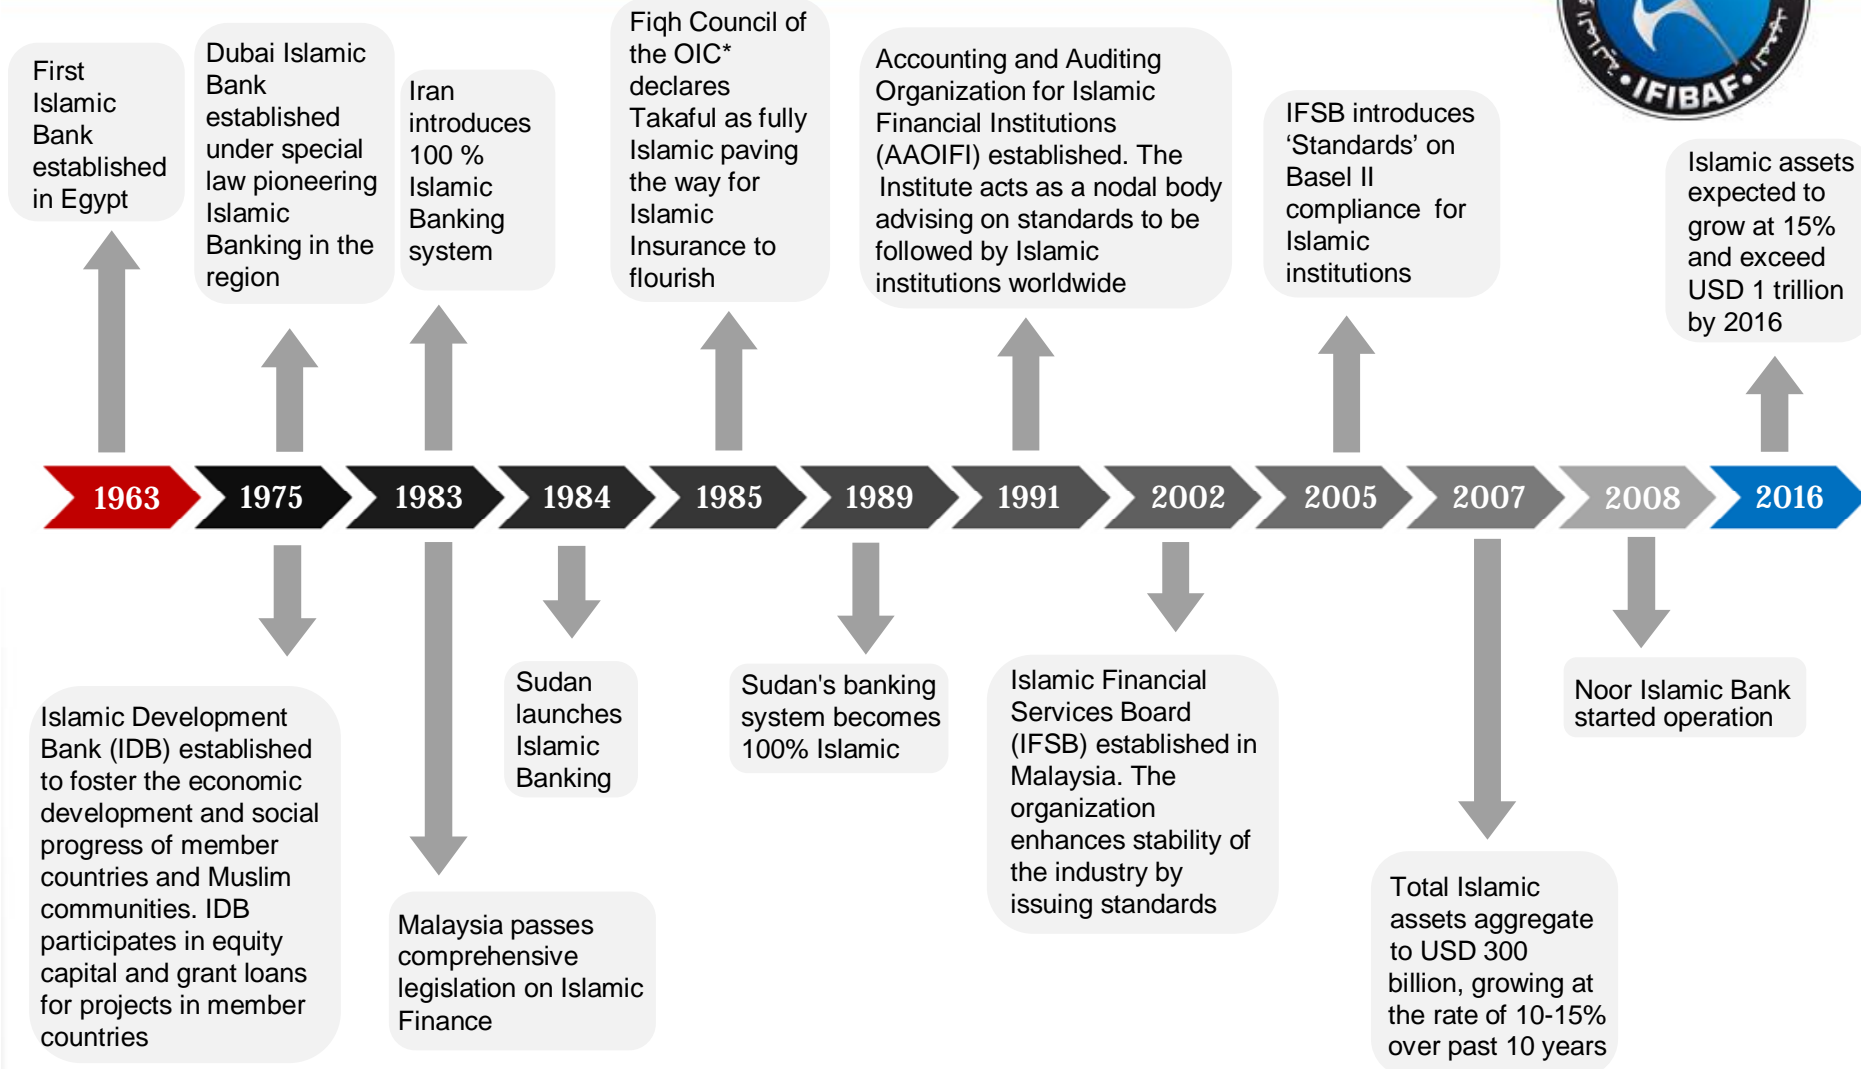 First
Islamic
Bank
established
in Egypt
Dubai Islamic
Bank
established
under special
law pioneering
Islamic
Banking in the
region
Iran
introduces
100 %
Islamic
Banking
system
Fiqh Council of
the OIC*
declares
Takaful as fully
Islamic paving
the way for
Islamic
Insurance to
flourish
Accounting and Auditing
Organization for Islamic
Financial Institutions
(AAOIFI) established. The
Institute acts as a nodal body
advising on standards to be
followed by Islamic
institutions worldwide
IFSB introduces
‘Standards’ on
Basel II
compliance for
Islamic
institutions
• IFIBAF •
Islamic assets
expected to
grow at 15%
and exceed
USD 1 trillion
by 2016
1963 1975 1983 1984 1985 1989 1991 2002 2005 2007 2008 2016
Islamic Development
Bank (IDB) established
to foster the economic
development and social
progress of member
countries and Muslim
communities. IDB
participates in equity
capital and grant loans
for projects in member
countries
Malaysia passes
comprehensive
legislation on Islamic
Finance
Sudan
launches
Islamic
Banking
Sudan's banking
system becomes
100% Islamic
Islamic Financial
Services Board
(IFSB) established in
Malaysia. The
organization
enhances stability of
the industry by
issuing standards
Total Islamic
assets aggregate
to USD 300
billion, growing at
the rate of 10-15%
over past 10 years
Noor Islamic Bank
started operation